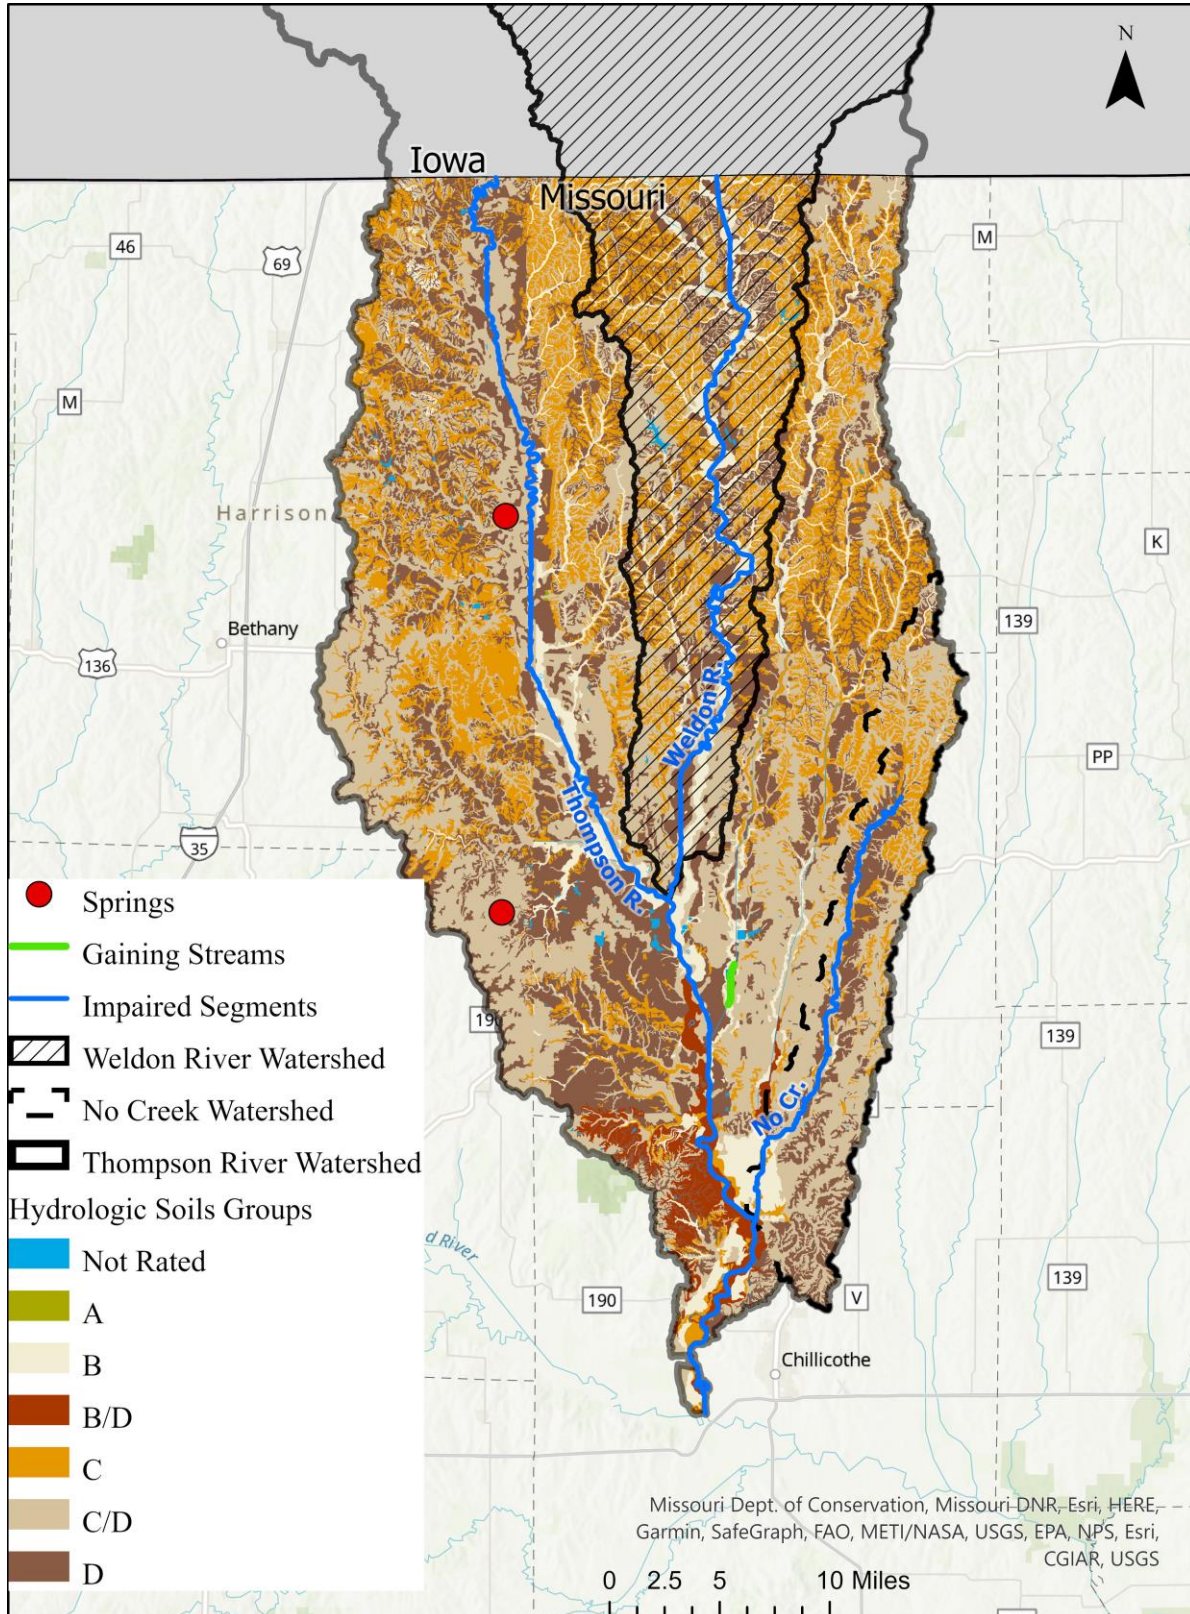 N
Iowa
Missouri
46
69
M
M
Harrison
K
Bethany
139
136
Weldon R.
PP
Thompson R.
35
Springs
Gaining Streams
Impaired Segments
139
Weldon River Watershed
No Creek Watershed
No Cr.
Thompson River Watershed
Hydrologic Soils Groups
Not Rated
d River
190
139
V
A
B
Chillicothe
B/D
C
C/D
D
Missouri Dept. of Conservation, Missouri DNR, Esri, HERE,
Garmin, SafeGraph, FAO, METI/NASA, USGS, EPA, NPS, Esri,
CGIAR, USGS
0 2.5 5 10 Miles